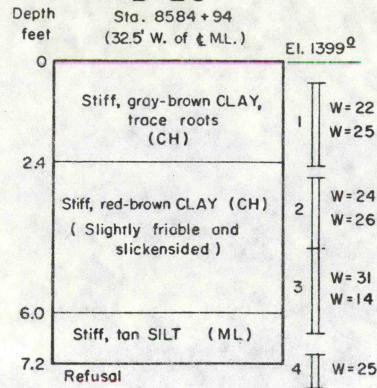 Depth
feet
Sta. 8584 + 94
(32.5' W. of ℄ M.L.)
El. 1399º
0
Stiff, gray-brown CLAY,
trace roots
(CH)
1
W=22
W=25
2.4
Stiff, red-brown CLAY (CH)
( Slightly friable and
slickensided )
2
W=24
W=26
3
W=31
W=14
6.0
Stiff, tan SILT (ML)
7.2
Refusal
4
W=25